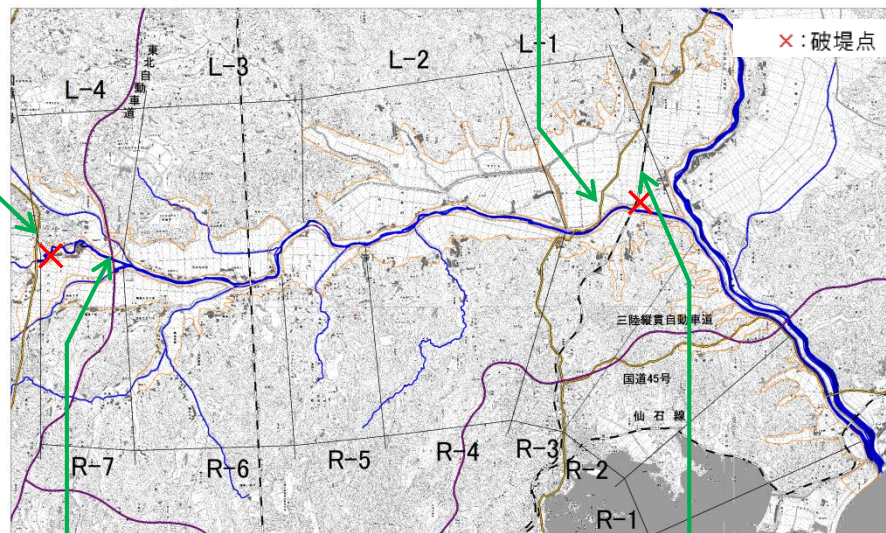 ×：破堤点
L-1
L-2
L-3
L-4
東北自動車道
三陸縦貫自動車道
国道45号
仙石線
R-7
R-6
R-5
R-4
R-3
R-2
R-1